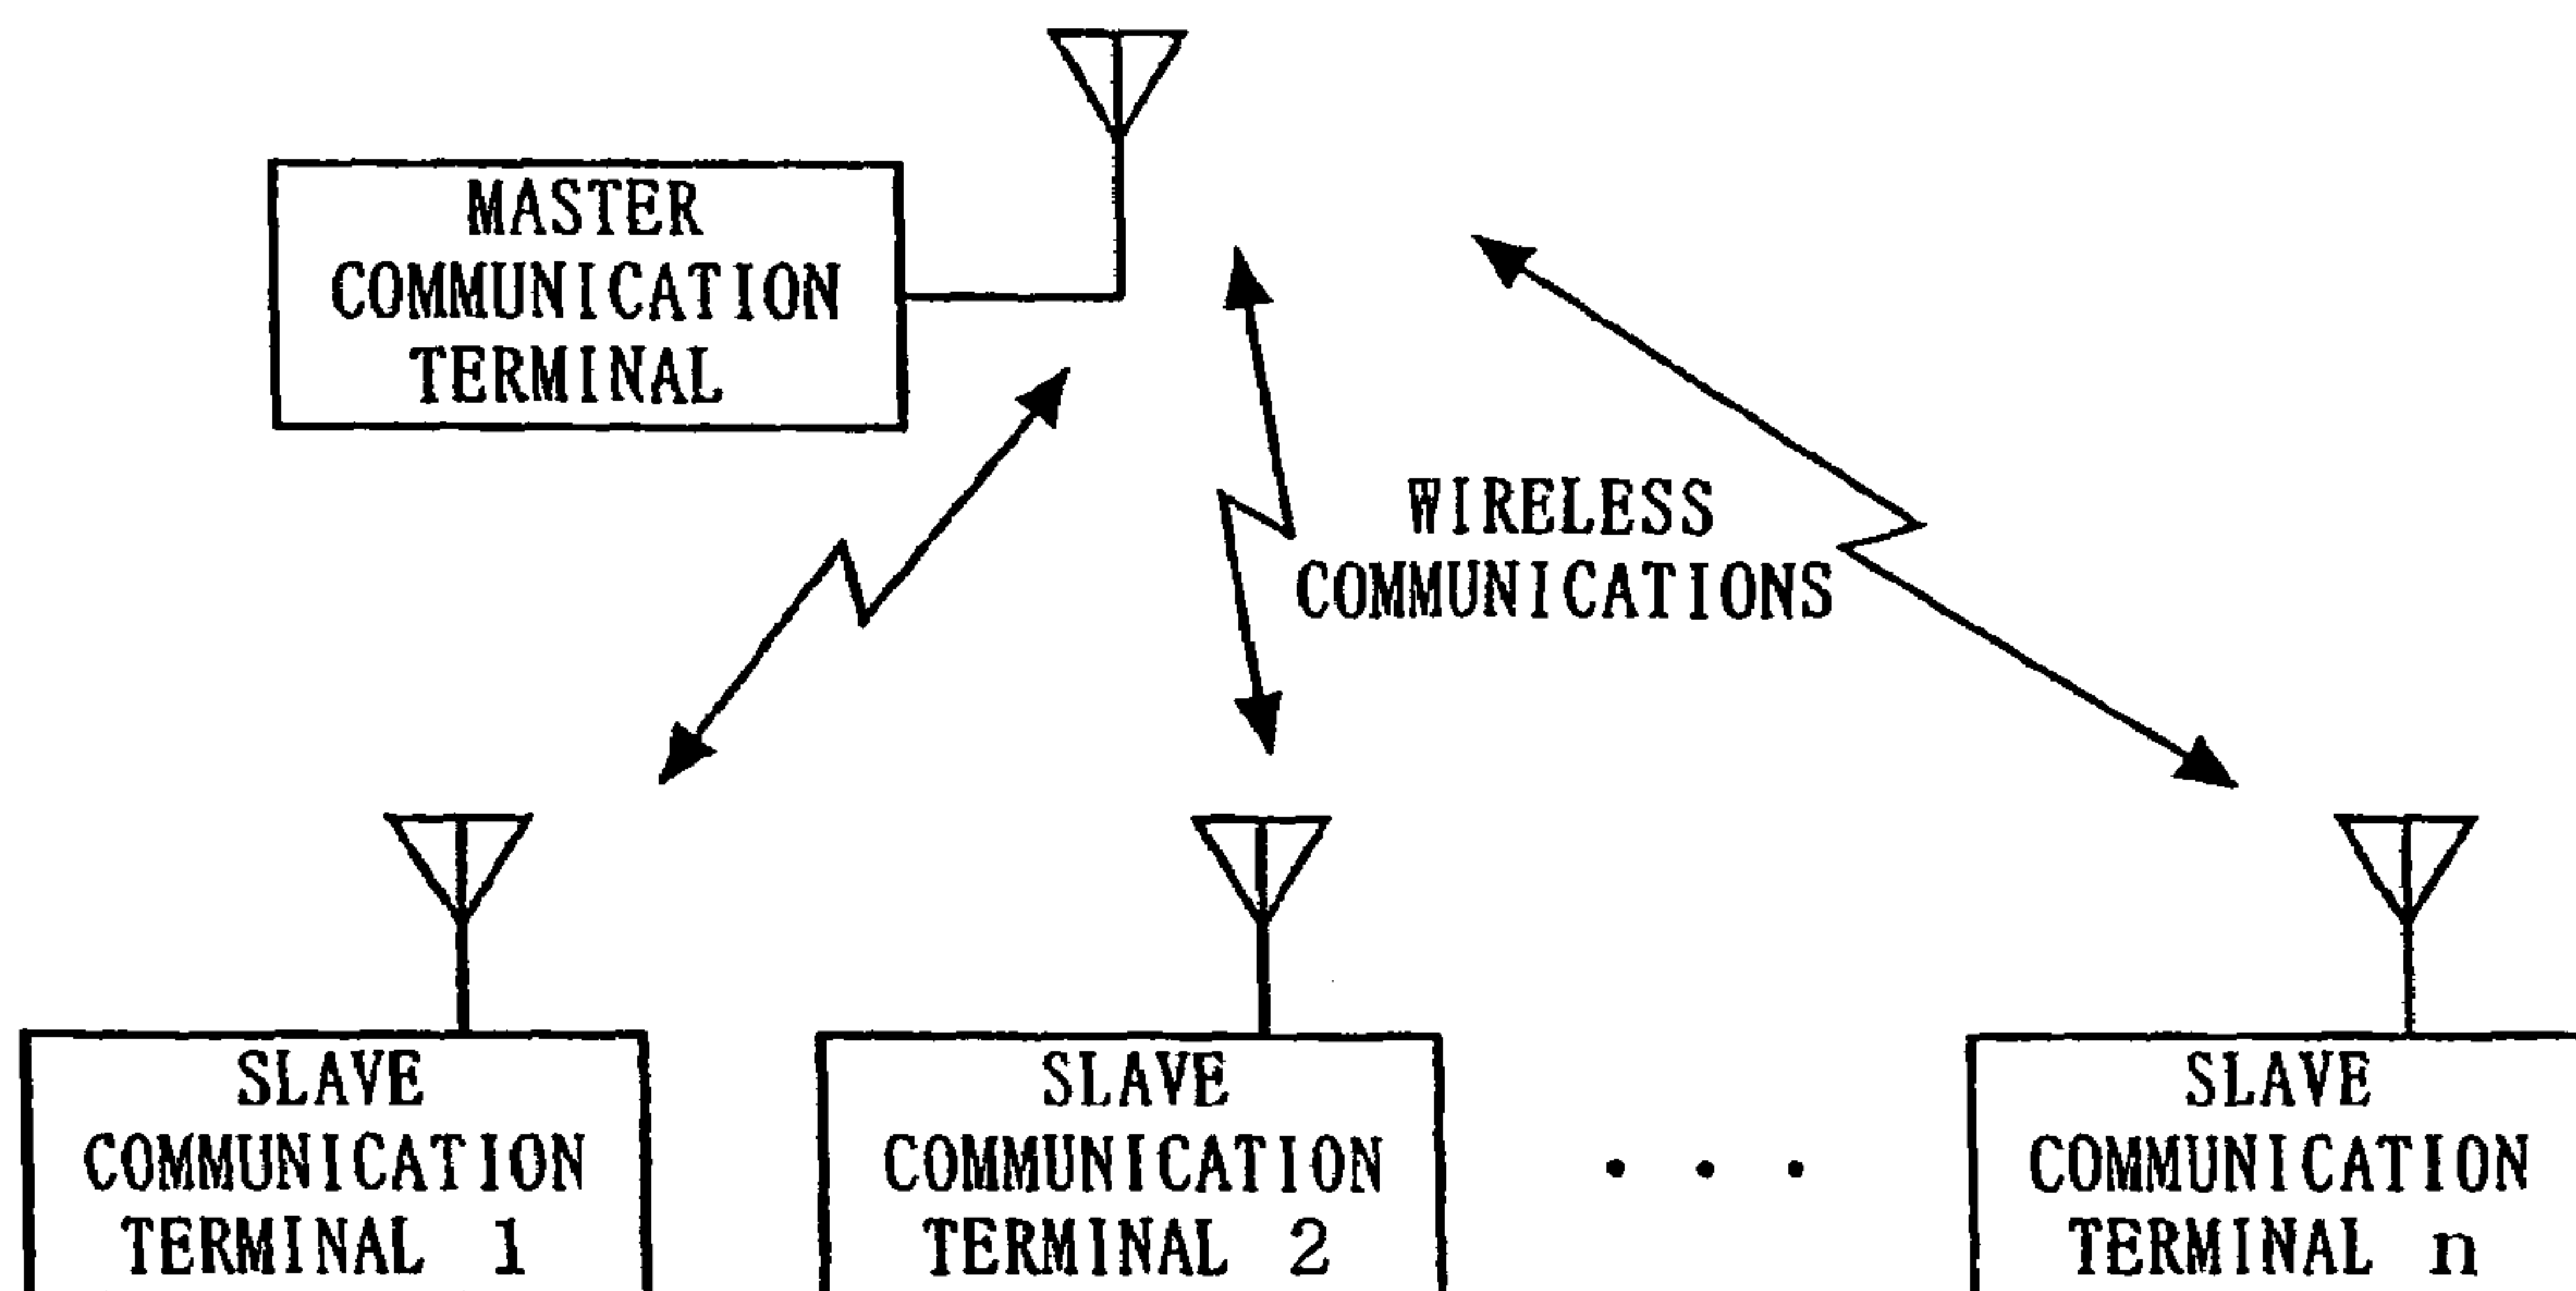 MASTER
COMMUNICATION
TERMINAL
WIRELESS
COMMUNICATIONS
SLAVE
COMMUNICATION
TERMINAL 1
SLAVE
COMMUNICATION
TERMINAL 2
. . .
SLAVE
COMMUNICATION
TERMINAL n